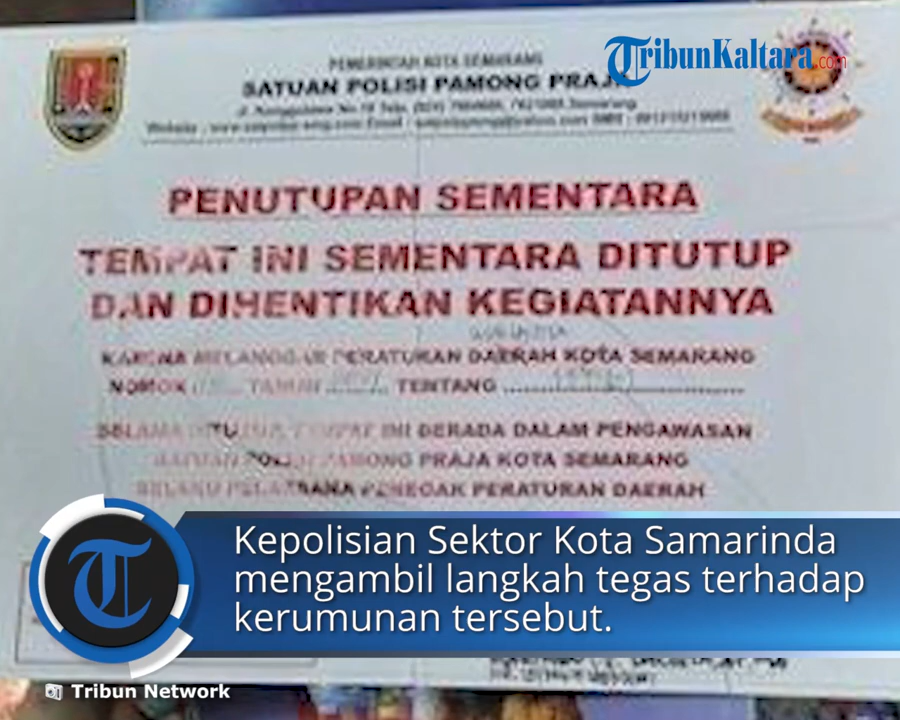 PEMERINTAH KOTA SEMARANG
TribunKaltara.com
SATUAN POLISI PAMONG PRAJA
PENUTUPAN SEMENTARA
TEMPAT INI SEMENTARA DITUTUP
DAN DIHENTIKAN KEGIATANNYA
KARENA MELANGGAR PERATURAN DAERAH KOTA SEMARANG
NOMOR TAHUN TENTANG
SELAMA DITUTUP TEMPAT INI BERADA DALAM PENGAWASAN
SATUAN POLISI PAMONG PRAJA KOTA SEMARANG
SELAKU PELAKSANA PENEGAK PERATURAN DAERAH
Kepolisian Sektor Kota Samarinda
mengambil langkah tegas terhadap
kerumunan tersebut.
Tribun Network